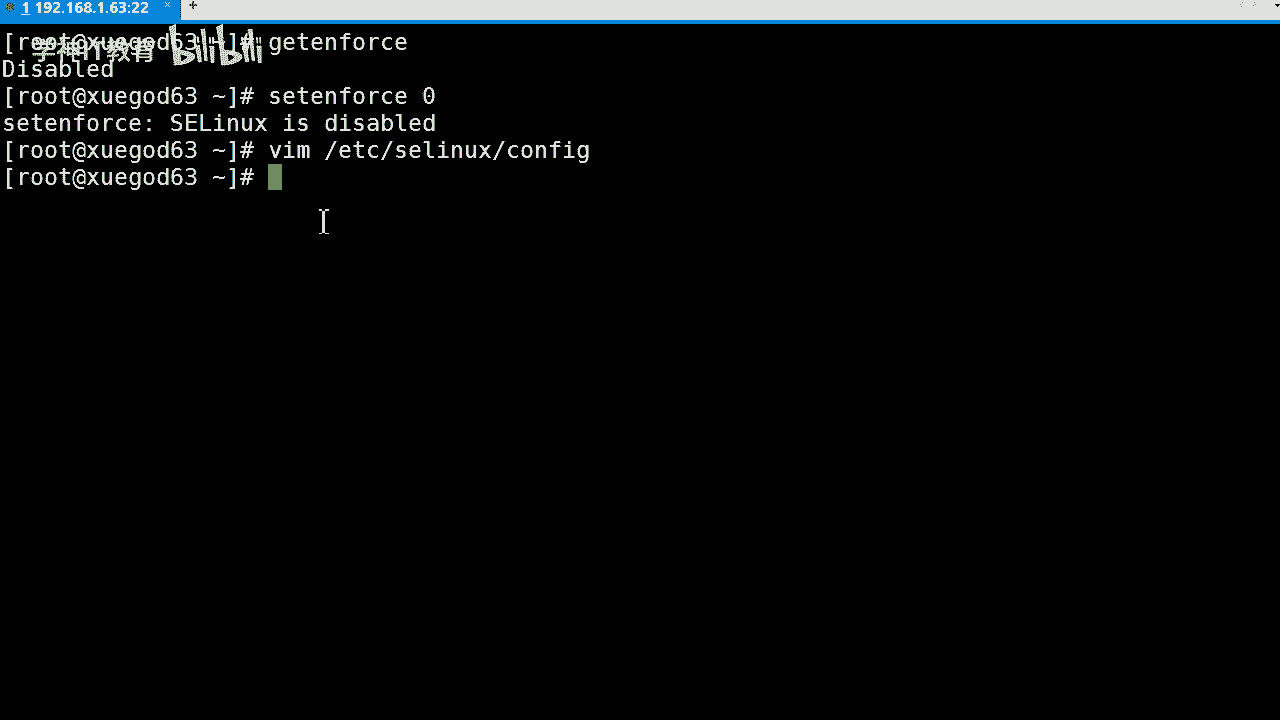 1 192.168.1.63:22 × +
学神IT教育 bilibili
[root@xuegod63 ~]# getenforce
Disabled
[root@xuegod63 ~]# setenforce 0
setenforce: SELinux is disabled
[root@xuegod63 ~]# vim /etc/selinux/config
[root@xuegod63 ~]#